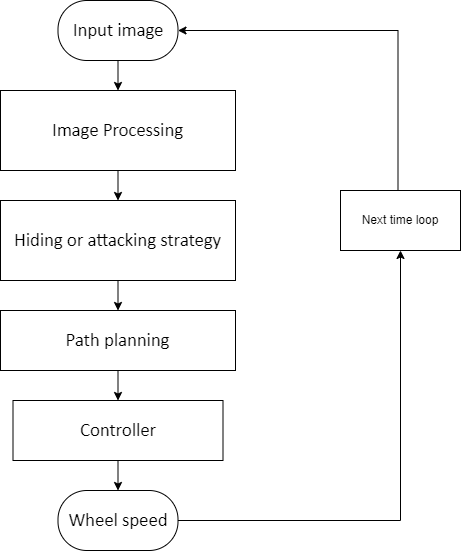 Input image
Image Processing
Hiding or attacking strategy
Next time loop
Path planning
Controller
Wheel speed